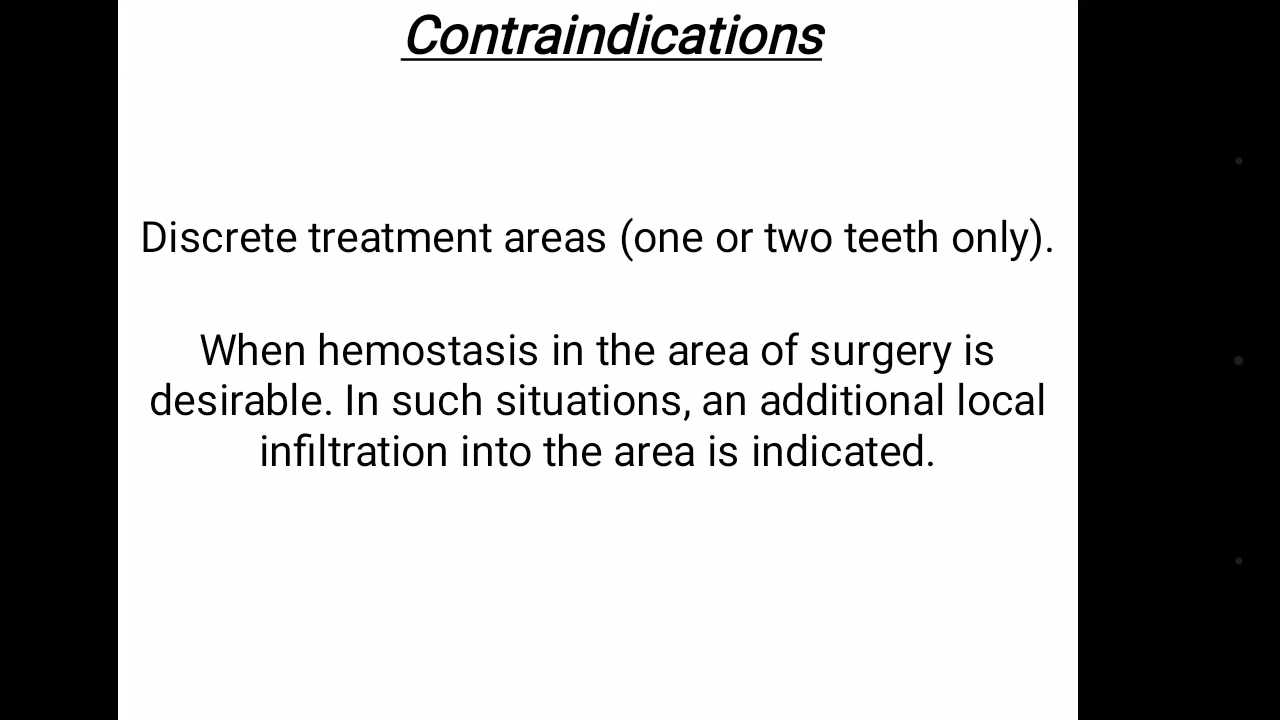 Contraindications
Discrete treatment areas (one or two teeth only).
When hemostasis in the area of surgery is
desirable. In such situations, an additional local
infiltration into the area is indicated.